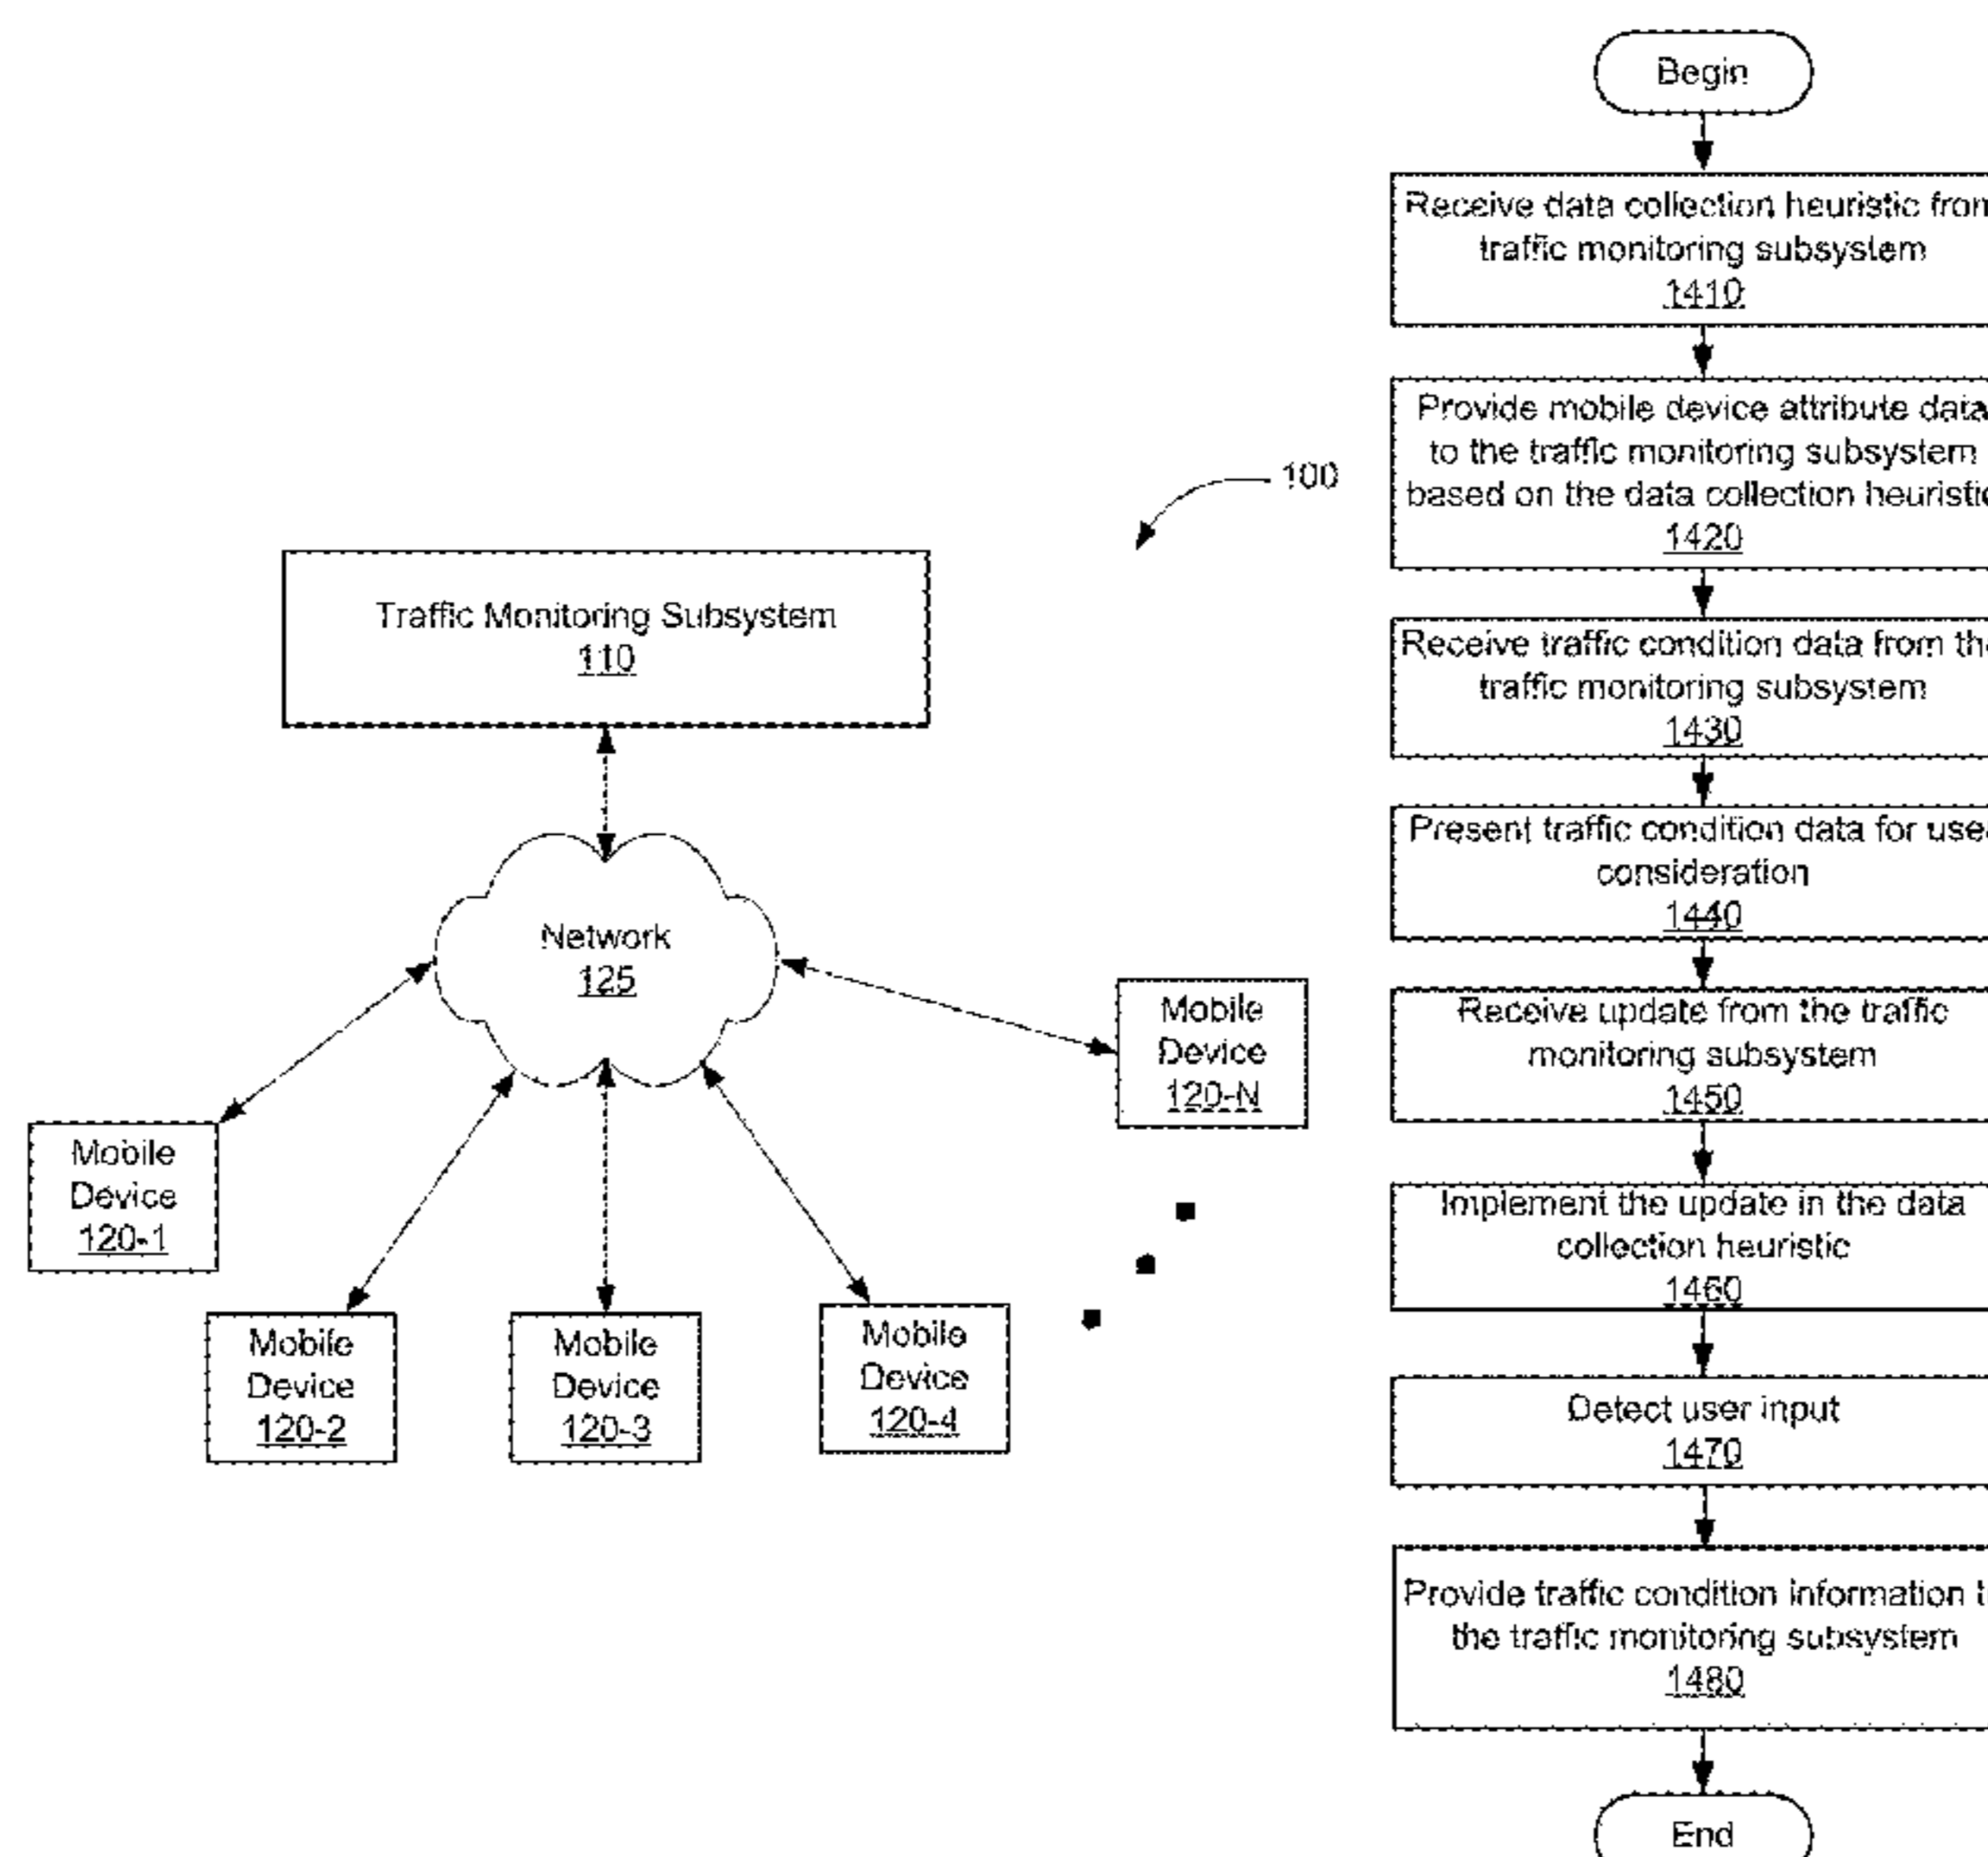 100
Traffic Monitoring Subsystem
110
Network
125
Mobile
Device
120-N
Mobile
Device
120-1
Mobile
Device
120-2
Mobile
Device
120-3
Mobile
Device
120-4
Begin
Receive data collection heuristic from
traffic monitoring subsystem
1410
Provide mobile device attribute data
to the traffic monitoring subsystem
based on the data collection heuristic
1420
Receive traffic condition data from the
traffic monitoring subsystem
1430
Present traffic condition data for user
consideration
1440
Receive update from the traffic
monitoring subsystem
1450
Implement the update in the data
collection heuristic
1460
Detect user input
1470
Provide traffic condition information
the traffic monitoring subsystem
1480
End